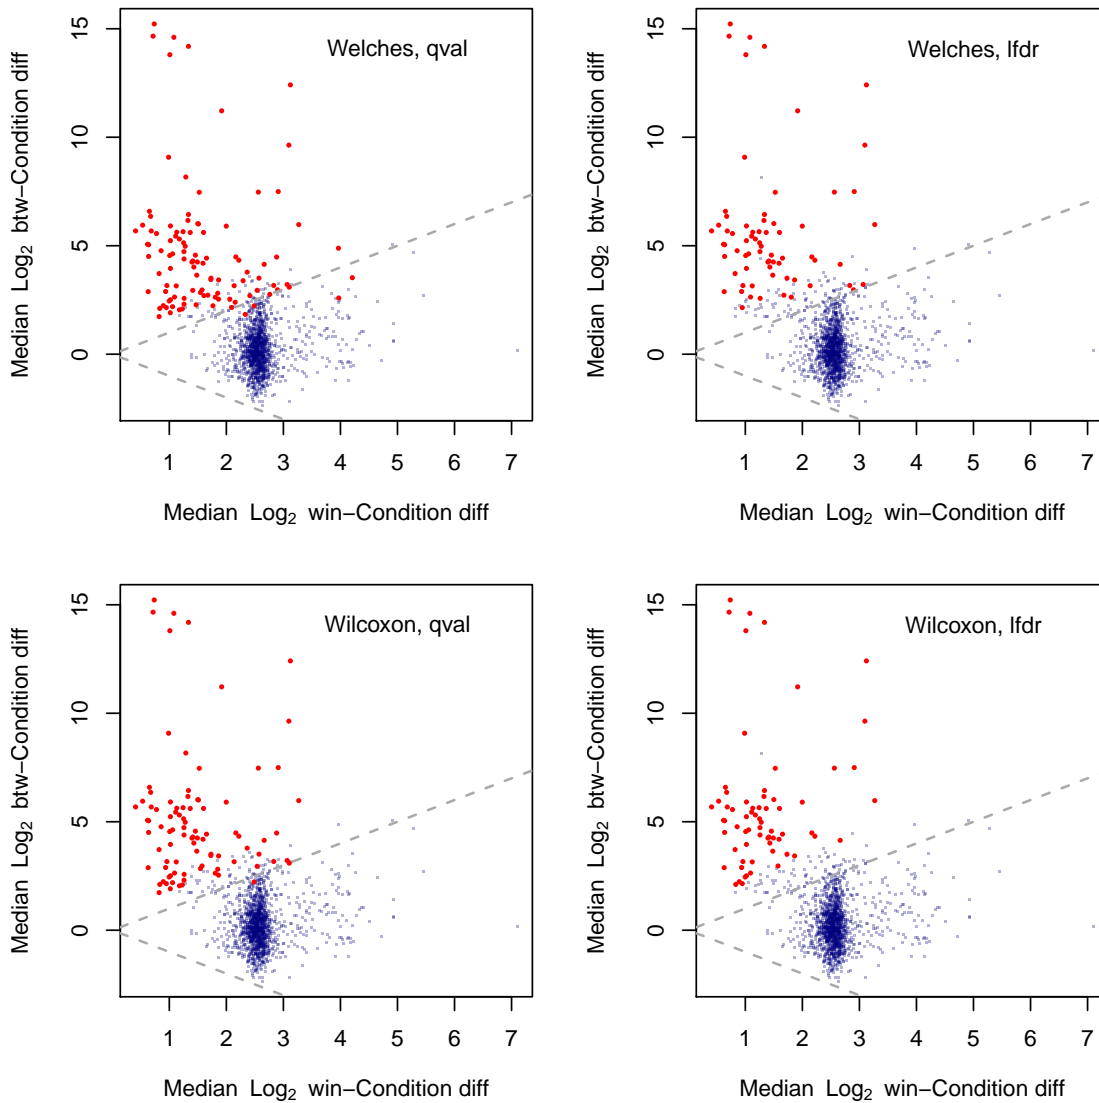 Welches, qval
Median Log2 btw−Condition diff
15
10
5
0
1 2 3 4 5 6 7
Median Log2 win−Condition diff
Welches, lfdr
Median Log2 btw−Condition diff
15
10
5
0
1 2 3 4 5 6 7
Median Log2 win−Condition diff
Wilcoxon, qval
Median Log2 btw−Condition diff
15
10
5
0
1 2 3 4 5 6 7
Median Log2 win−Condition diff
Wilcoxon, lfdr
Median Log2 btw−Condition diff
15
10
5
0
1 2 3 4 5 6 7
Median Log2 win−Condition diff